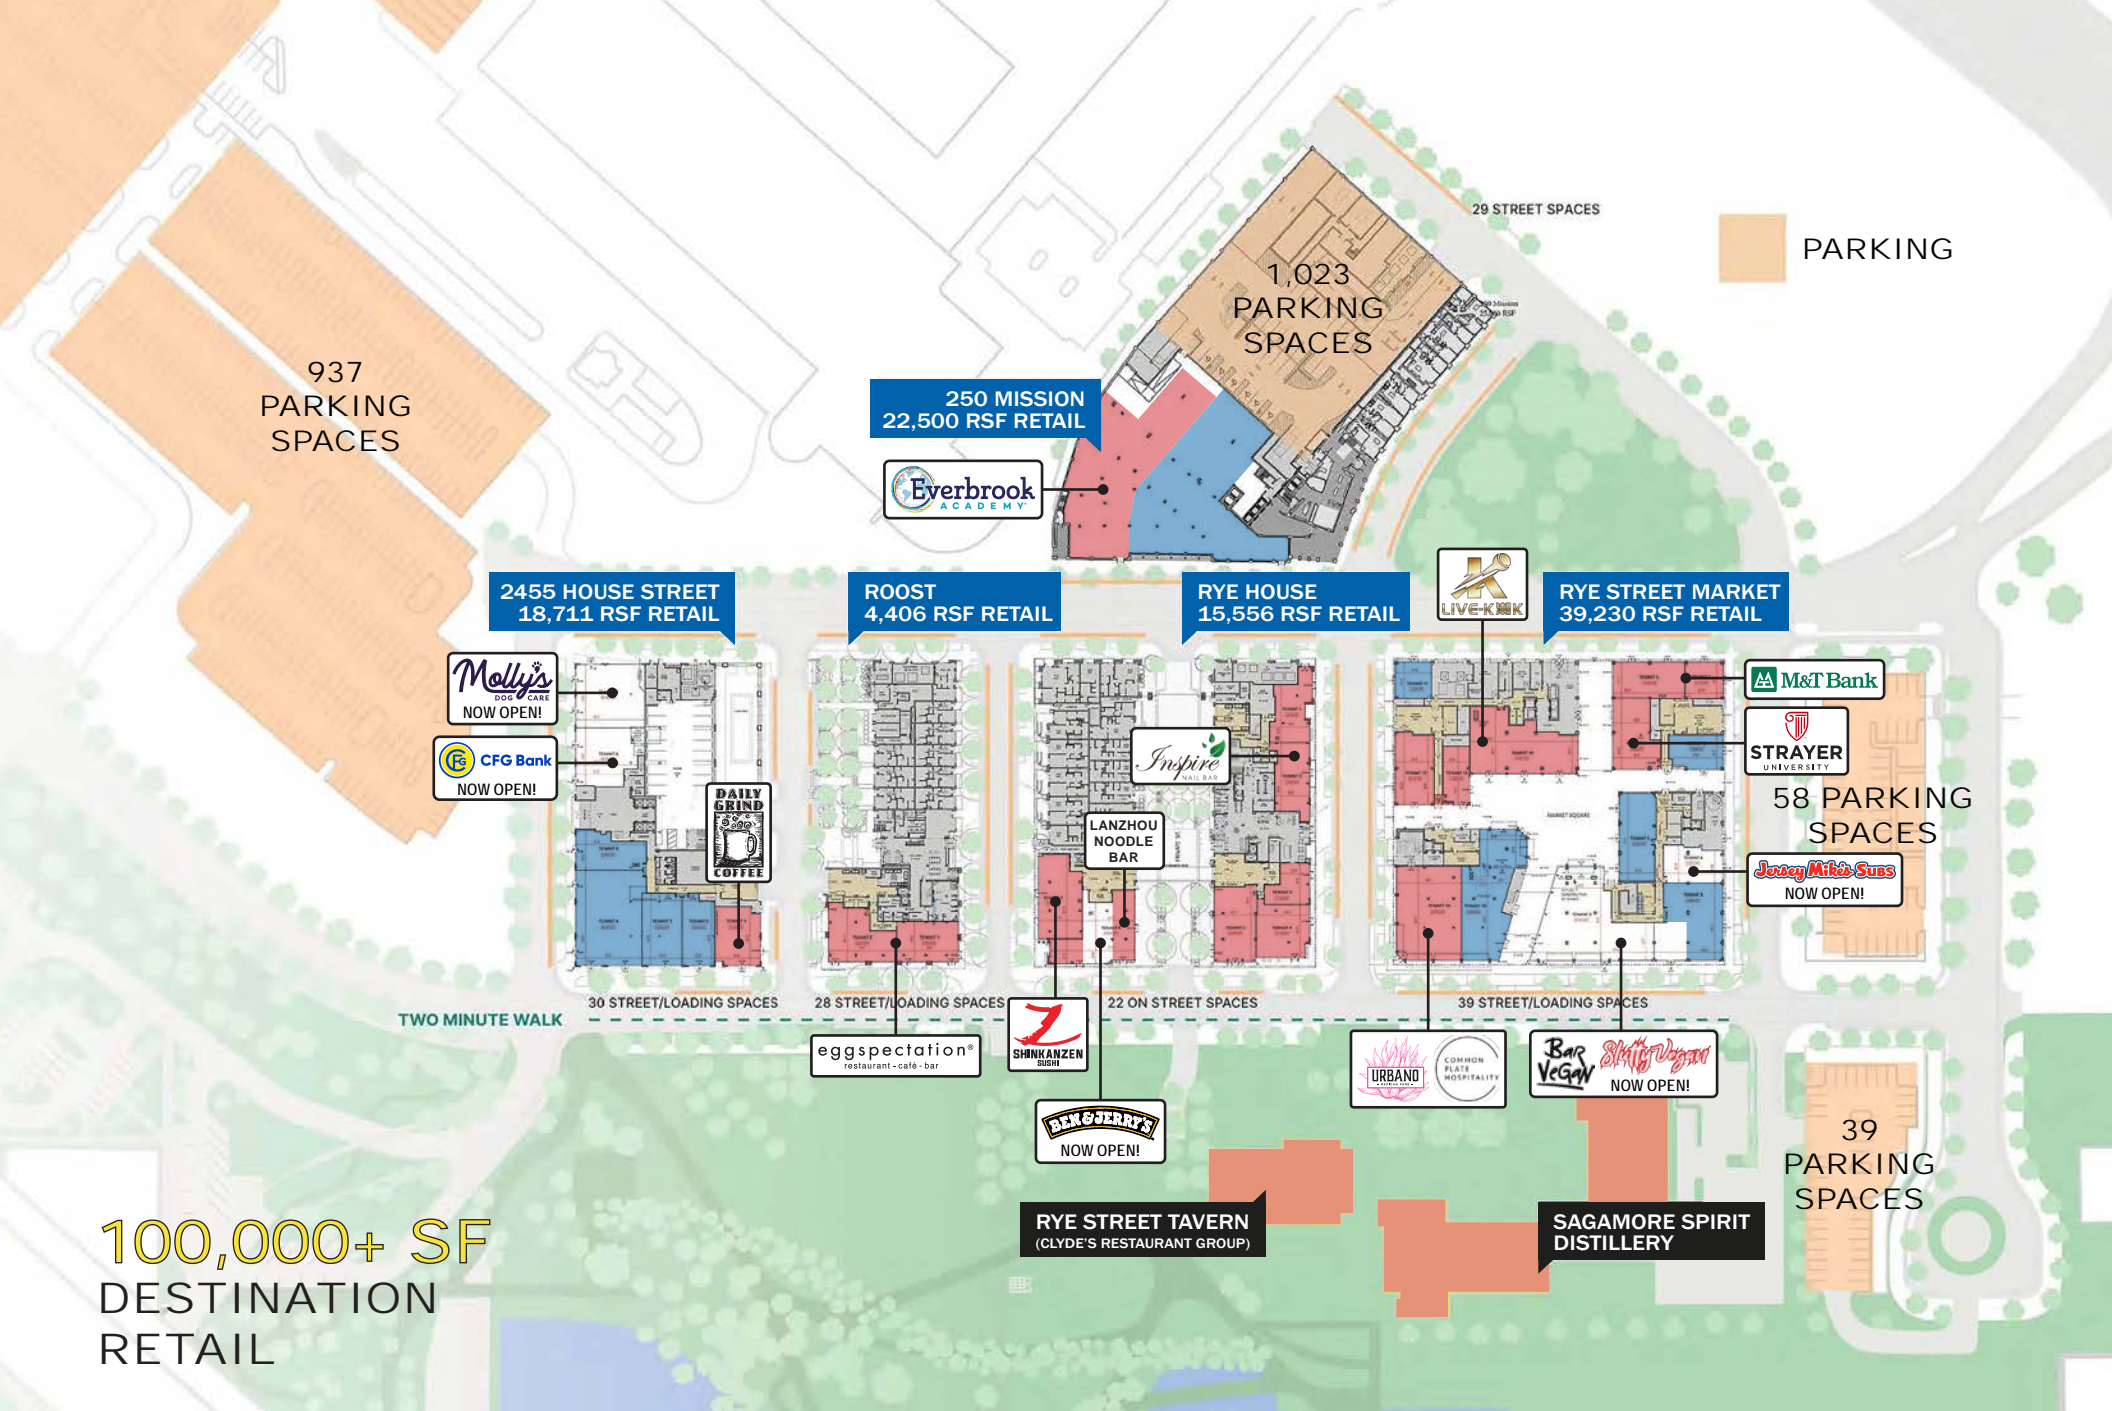 29 STREET SPACES
PARKING
1,023
PARKING
SPACES
937
PARKING
SPACES
250 MISSION
22,500 RSF RETAIL
Everbrook
ACADEMY
2455 HOUSE STREET
18,711 RSF RETAIL
ROOST
4,406 RSF RETAIL
RYE HOUSE
15,556 RSF RETAIL
LIVE-K
RYE STREET MARKET
39,230 RSF RETAIL
Molly's
DOG CARE
NOW OPEN!
CFG Bank
NOW OPEN!
DAILY
GRIND
COFFEE
Inspire
NAIL BAR
LANZHOU
NOODLE
BAR
M&T Bank
STRAYER
UNIVERSITY
58 PARKING
SPACES
MARKET SQUARE
Jersey Mike's SUBS
NOW OPEN!
30 STREET/LOADING SPACES
28 STREET/LOADING SPACES
22 ON STREET SPACES
39 STREET/LOADING SPACES
TWO MINUTE WALK
eggspectation®
restaurant - café - bar
SHINKANZEN
SUSHI
BEN & JERRY'S
NOW OPEN!
URBANO
COMMON
PLATE
HOSPITALITY
BAR
VEGAN
Slutty Vegan
NOW OPEN!
39
PARKING
SPACES
RYE STREET TAVERN
(CLYDE'S RESTAURANT GROUP)
SAGAMORE SPIRIT
DISTILLERY
100,000+ SF
DESTINATION
RETAIL